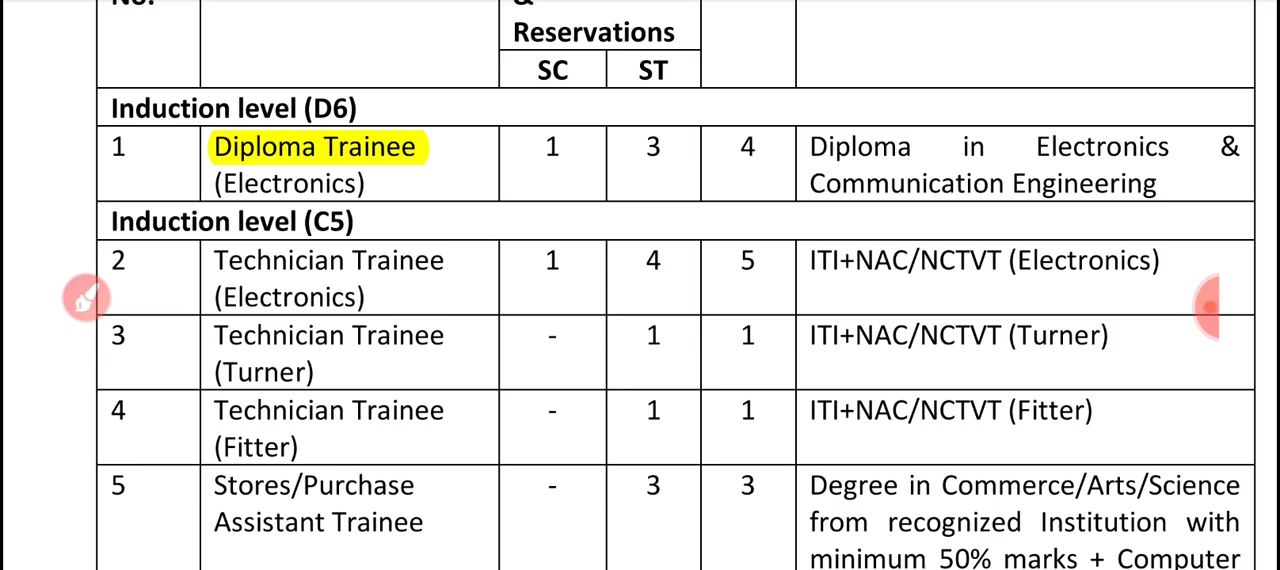 No.
&
Reservations
SC ST
Induction level (D6)
1 Diploma Trainee 1 3 4 Diploma in Electronics &
(Electronics) Communication Engineering
Induction level (C5)
2 Technician Trainee 1 4 5 ITI+NAC/NCTVT (Electronics)
(Electronics)
3 Technician Trainee - 1 1 ITI+NAC/NCTVT (Turner)
(Turner)
4 Technician Trainee - 1 1 ITI+NAC/NCTVT (Fitter)
(Fitter)
5 Stores/Purchase - 3 3 Degree in Commerce/Arts/Science
Assistant Trainee from recognized Institution with
minimum 50% marks + Computer